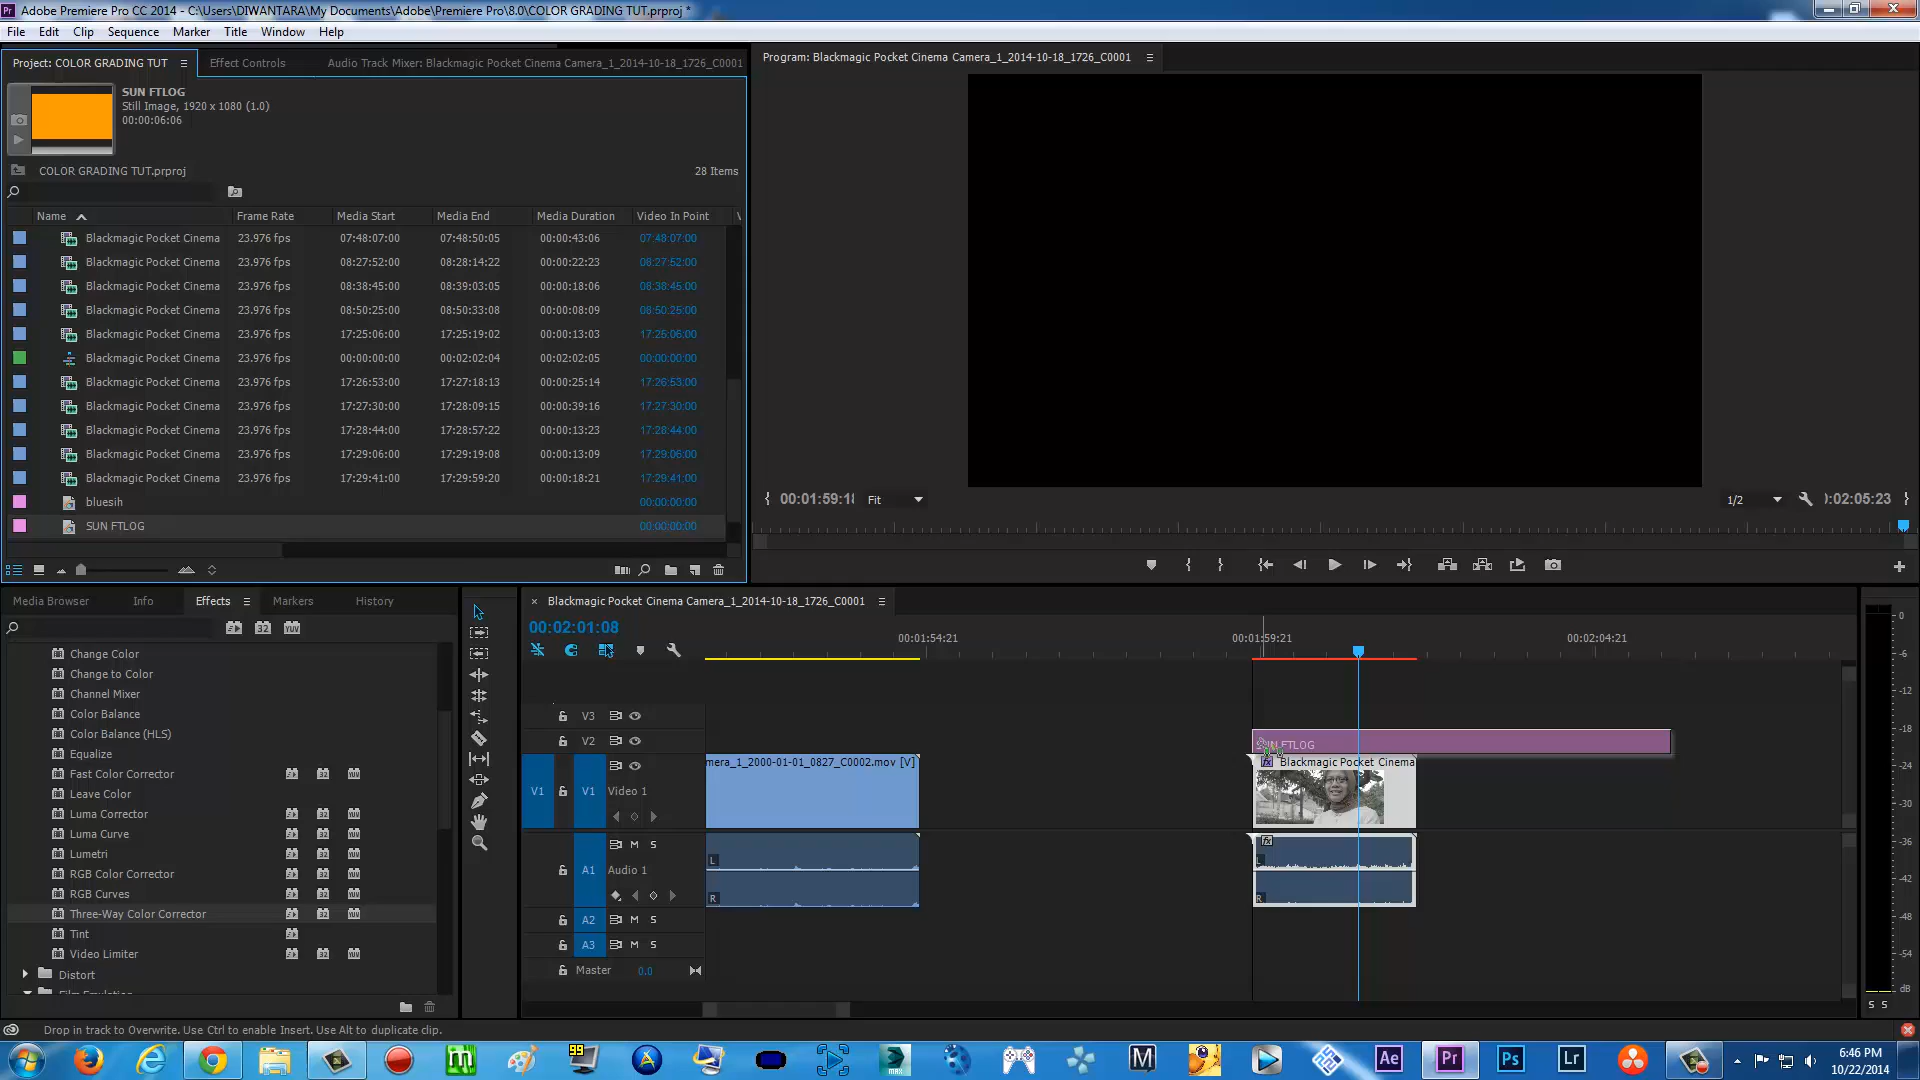 Adobe Premiere Pro CC 2014 - C:\Users\DIWANTARA\My Documents\Adobe\Premiere Pro\8.0\COLOR GRADING TUT.prproj *
File Edit Clip Sequence Marker Title Window Help
Project: COLOR GRADING TUT Effect Controls Audio Track Mixer: Blackmagic Pocket Cinema Camera_1_2014-10-18_1726_C0001
Program: Blackmagic Pocket Cinema Camera_1_2014-10-18_1726_C0001
SUN FTLOG
Still Image, 1920 x 1080 (1.0)
00:00:06:06
COLOR GRADING TUT.prproj 28 Items
Name Frame Rate Media Start Media End Media Duration Video In Point
Blackmagic Pocket Cinema 23.976 fps 07:48:07:00 07:48:50:05 00:00:43:06 07:48:07:00
Blackmagic Pocket Cinema 23.976 fps 08:27:52:00 08:28:14:22 00:00:22:23 08:27:52:00
Blackmagic Pocket Cinema 23.976 fps 08:38:45:00 08:39:03:05 00:00:18:06 08:38:45:00
Blackmagic Pocket Cinema 23.976 fps 08:50:25:00 08:50:33:08 00:00:08:09 08:50:25:00
Blackmagic Pocket Cinema 23.976 fps 17:25:06:00 17:25:19:02 00:00:13:03 17:25:06:00
Blackmagic Pocket Cinema 23.976 fps 00:00:00:00 00:02:02:04 00:02:02:05 00:00:00:00
Blackmagic Pocket Cinema 23.976 fps 17:26:53:00 17:27:18:13 00:00:25:14 17:26:53:00
Blackmagic Pocket Cinema 23.976 fps 17:27:30:00 17:28:09:15 00:00:39:16 17:27:30:00
Blackmagic Pocket Cinema 23.976 fps 17:28:44:00 17:28:57:22 00:00:13:23 17:28:44:00
Blackmagic Pocket Cinema 23.976 fps 17:29:06:00 17:29:19:08 00:00:13:09 17:29:06:00
Blackmagic Pocket Cinema 23.976 fps 17:29:41:00 17:29:59:20 00:00:18:21 17:29:41:00
bluesih 00:00:00:00
SUN FTLOG 00:00:00:00
00:01:59:18 Fit 1/2 :02:05:23
Media Browser Info Effects Markers History
Change Color
Change to Color
Channel Mixer
Color Balance
Color Balance (HLS)
Equalize
Fast Color Corrector
Leave Color
Luma Corrector
Luma Curve
Lumetri
RGB Color Corrector
RGB Curves
Three-Way Color Corrector
Tint
Video Limiter
Distort
Film Emulation
Blackmagic Pocket Cinema Camera_1_2014-10-18_1726_C0001
00:02:01:08
00:01:54:21 00:01:59:21 00:02:04:21
V3
V2 SUN FTLOG
mera_1_2000-01-01_0827_C0002.mov [V] Blackmagic Pocket Cinema
V1 V1 Video 1
M S
A1 Audio 1
L R L R
A2 M S
A3 M S
Master 0.0
0
-6
-12
-18
-24
-30
-36
-42
-48
-54
dB
S S
Drop in track to Overwrite. Use Ctrl to enable Insert. Use Alt to duplicate clip.
99 MAX M Ae Pr Ps Lr
6:46 PM
10/22/2014